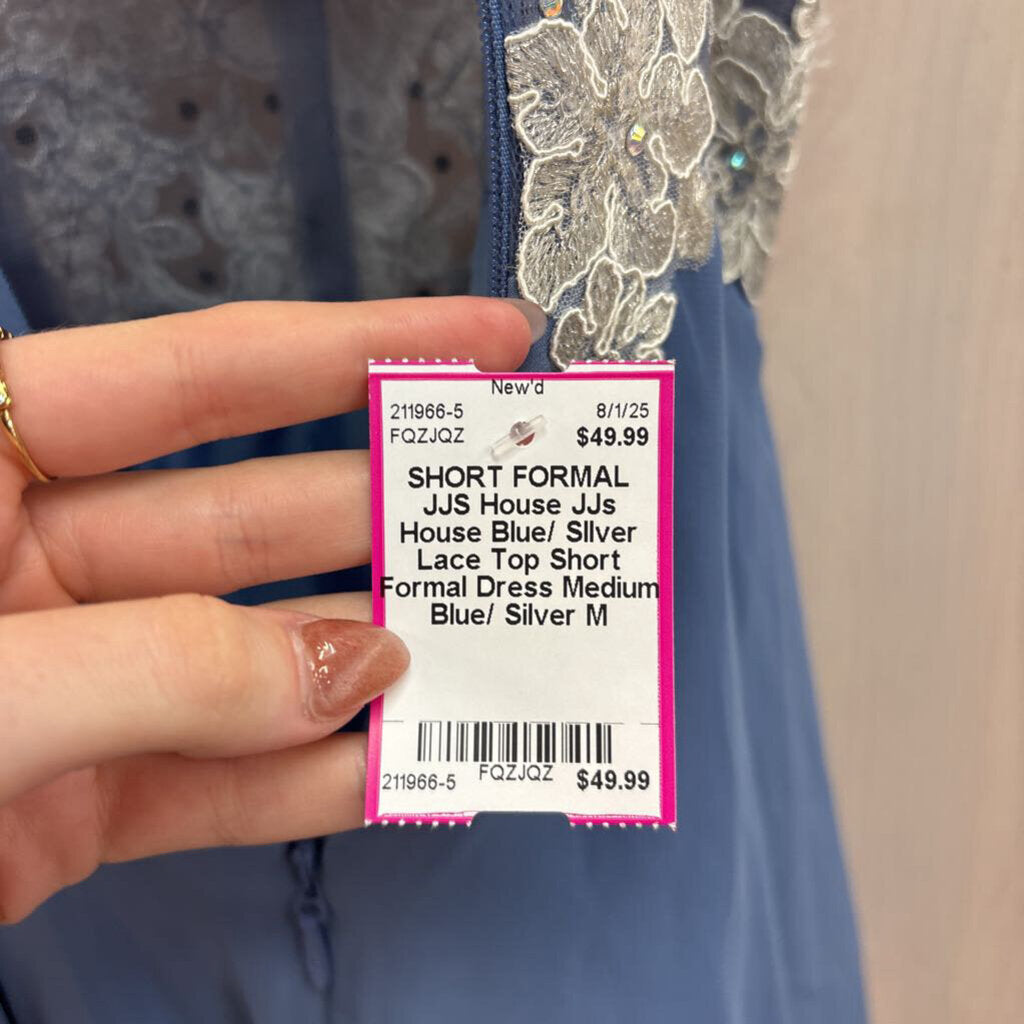 New'd
211966-5 8/1/25
FQZJQZ $49.99
SHORT FORMAL
JJS House JJs
House Blue/ SIlver
Lace Top Short
Formal Dress Medium
Blue/ Silver M
211966-5 FQZJQZ $49.99